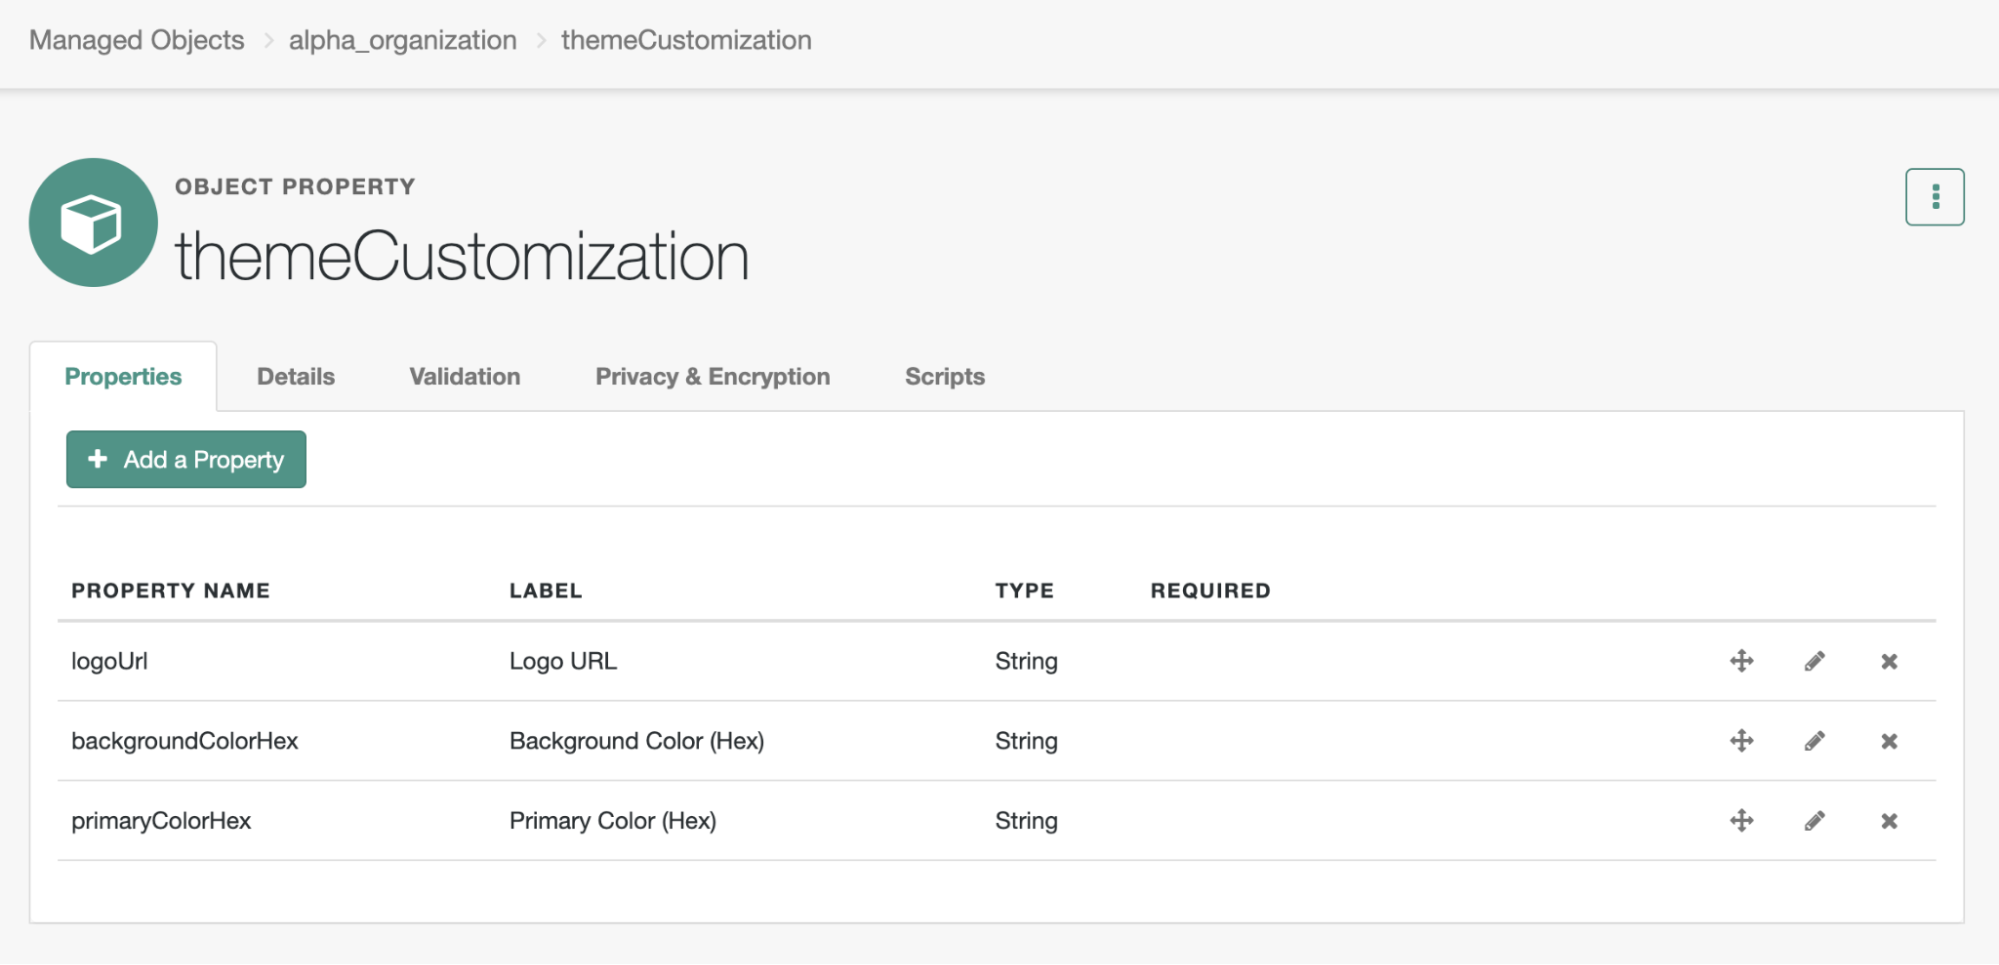 Managed Objects > alpha_organization > themeCustomization
OBJECT PROPERTY
themeCustomization
Properties Details Validation Privacy & Encryption Scripts
+ Add a Property
PROPERTY NAME LABEL TYPE REQUIRED
logoUrl Logo URL String
backgroundColorHex Background Color (Hex) String
primaryColorHex Primary Color (Hex) String